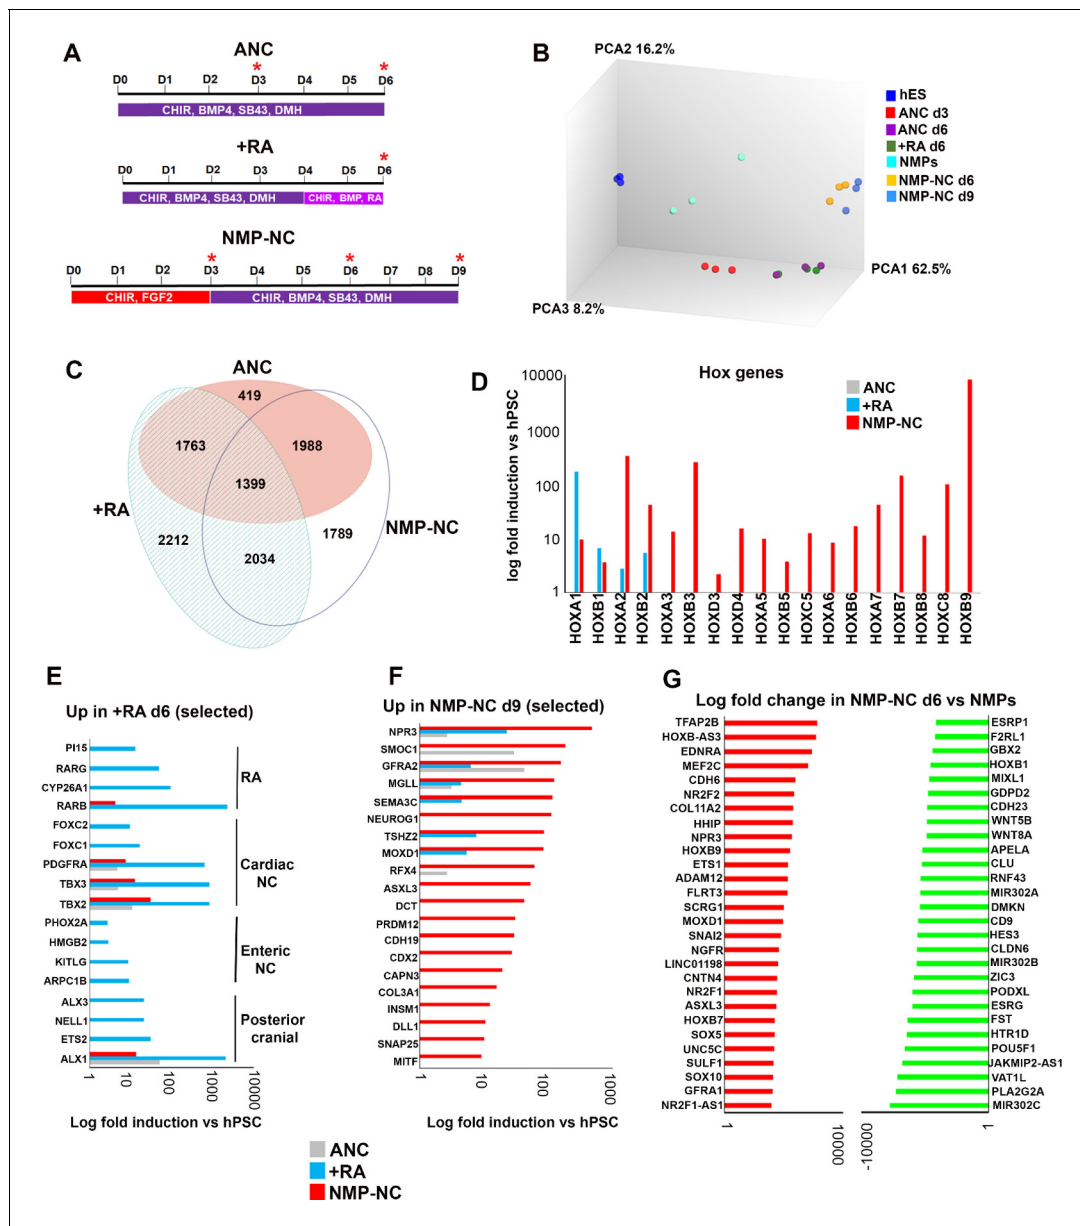 A
ANC
* *
D0 D1 D2 D3 D4 D5 D6
CHIR, BMP4, SB43, DMH
+RA
*
D0 D1 D2 D3 D4 D5 D6
CHIR, BMP4, SB43, DMH CHIR, BMP, RA
NMP-NC
* * *
D0 D1 D2 D3 D4 D5 D6 D7 D8 D9
CHIR, FGF2 CHIR, BMP4, SB43, DMH
B
PCA2 16.2%
PCA1 62.5%
PCA3 8.2%
hES
ANC d3
ANC d6
+RA d6
NMPs
NMP-NC d6
NMP-NC d9
C
ANC
419
1763
1988
1399
+RA
NMP-NC
2212
2034
1789
D
Hox genes
log fold induction vs hPSC
10000
1000
100
10
1
ANC
+RA
NMP-NC
HOXA1
HOXB1
HOXA2
HOXB2
HOXA3
HOXB3
HOXD3
HOXD4
HOXA5
HOXB5
HOXC5
HOXA6
HOXB6
HOXA7
HOXB7
HOXB8
HOXC8
HOXB9
E
Up in +RA d6 (selected)
PI15
RARG
CYP26A1
RARB
FOXC2
FOXC1
PDGFRA
TBX3
TBX2
PHOX2A
HMGB2
KITLG
ARPC1B
ALX3
NELL1
ETS2
ALX1
RA
Cardiac
NC
Enteric
NC
Posterior
cranial
1
10
100
1000
10000
Log fold induction vs hPSC
F
Up in NMP-NC d9 (selected)
NPR3
SMOC1
GFRA2
MGLL
SEMA3C
NEUROG1
TSHZ2
MOXD1
RFX4
ASXL3
DCT
PRDM12
CDH19
CDX2
CAPN3
COL3A1
INSM1
DLL1
SNAP25
MITF
1
10
100
1000
Log fold induction vs hPSC
ANC
+RA
NMP-NC
G
Log fold change in NMP-NC d6 vs NMPs
TFAP2B
HOXB-AS3
EDNRA
MEF2C
CDH6
NR2F2
COL11A2
HHIP
NPR3
HOXB9
ETS1
ADAM12
FLRT3
SCRG1
MOXD1
SNAI2
NGFR
LINC01198
CNTN4
NR2F1
ASXL3
HOXB7
SOX5
UNC5C
SULF1
SOX10
GFRA1
NR2F1-AS1
1
10000
ESRP1
F2RL1
GBX2
HOXB1
MIXL1
GDPD2
CDH23
WNT5B
WNT8A
APELA
CLU
RNF43
MIR302A
DMKN
CD9
HES3
CLDN6
MIR302B
ZIC3
PODXL
ESRG
FST
HTR1D
POU5F1
JAKMIP2-AS1
VAT1L
PLA2G2A
MIR302C
-10000
1